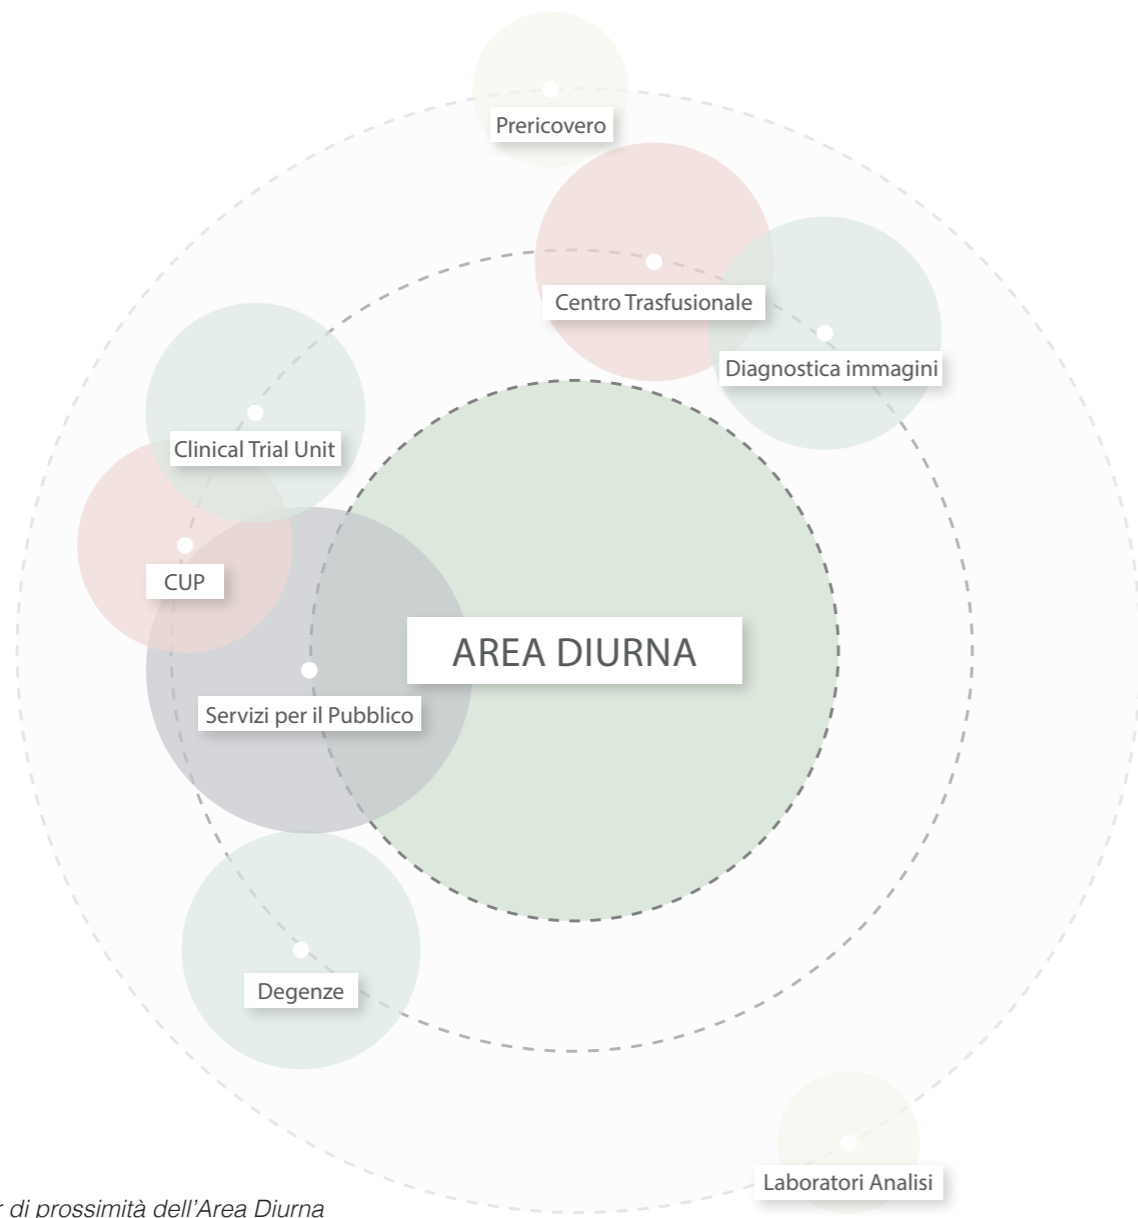 Prericovero
Centro Trasfusionale
Diagnostica immagini
Clinical Trial Unit
CUP
AREA DIURNA
Servizi per il Pubblico
Degenze
Laboratori Analisi
di prossimità dell'Area Diurna